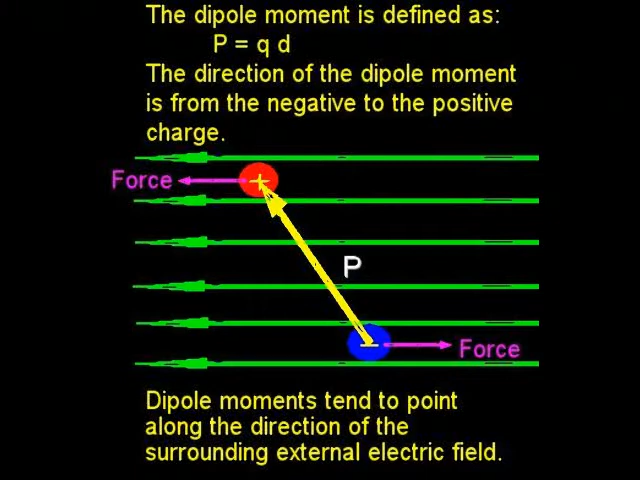 The dipole moment is defined as:
P = q d
The direction of the dipole moment
is from the negative to the positive
charge.
Force
+
P
−
Force
Dipole moments tend to point
along the direction of the
surrounding external electric field.